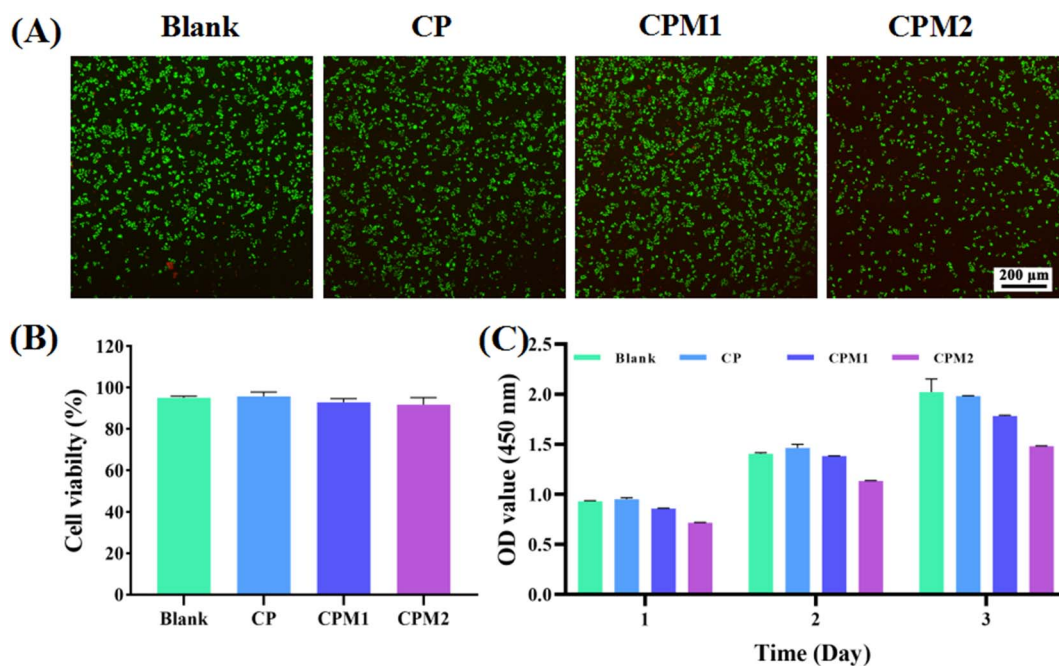 (A)
Blank CP CPM1 CPM2
200 μm
(B)
Cell viabilty (%)
120
100
80
60
40
20
0
Blank CP CPM1 CPM2
(C)
Blank CP CPM1 CPM2
OD value (450 nm)
2.5
2.0
1.5
1.0
0.5
0.0
1 2 3
Time (Day)